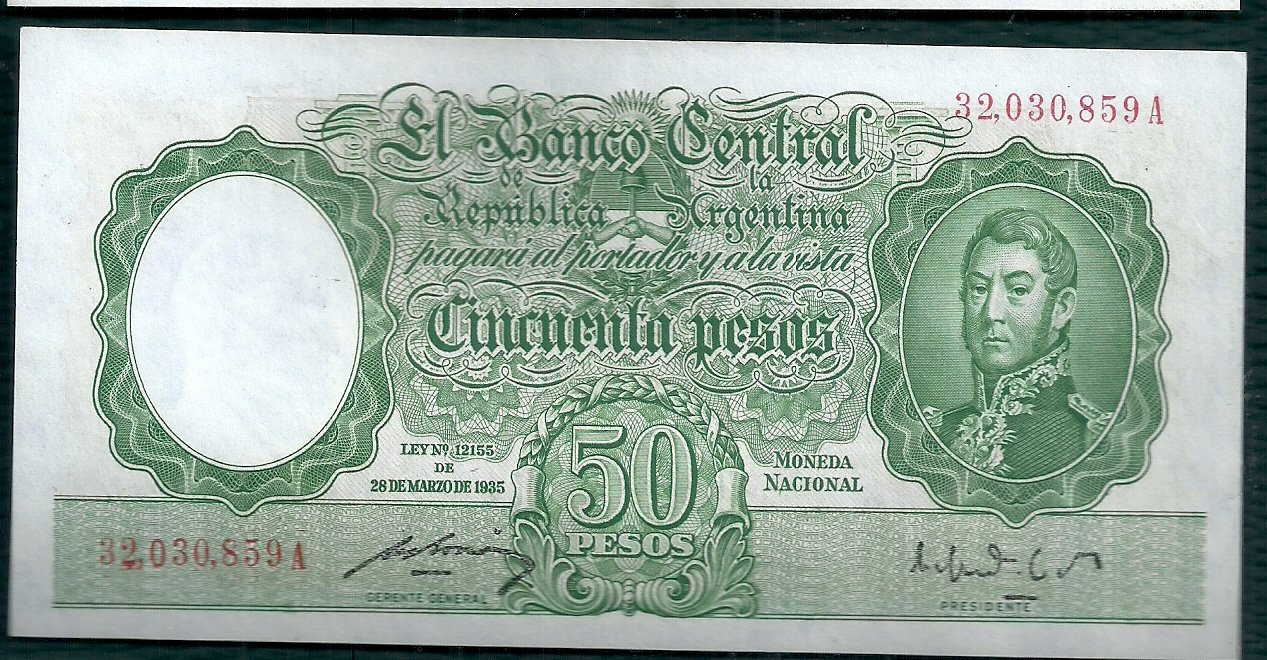 32,030,859 A
El Banco Central
de la
República Argentina
pagará al portador y a la vista
Cincuenta pesos
LEY Nº 12155
DE
28 DE MARZO DE 1935
50
PESOS
MONEDA
NACIONAL
32,030,859 A
GERENTE GENERAL
PRESIDENTE